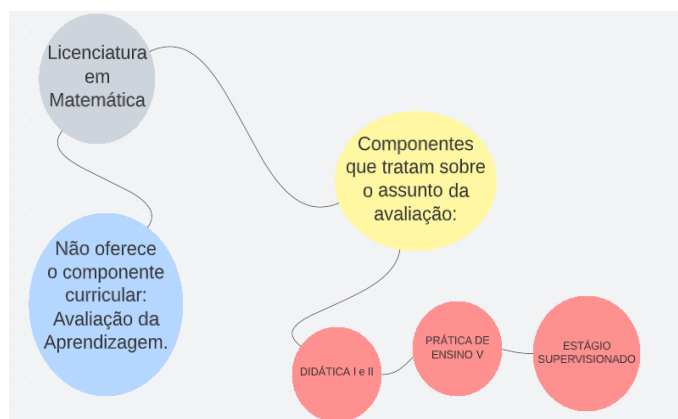 Licenciatura
em
Matemática
Componentes
que tratam sobre
o assunto da
avaliação:
Não oferece
o componente
curricular:
Avaliação da
Aprendizagem.
DIDÁTICA I e II
PRÁTICA DE
ENSINO V
ESTÁGIO
SUPERVISIONADO